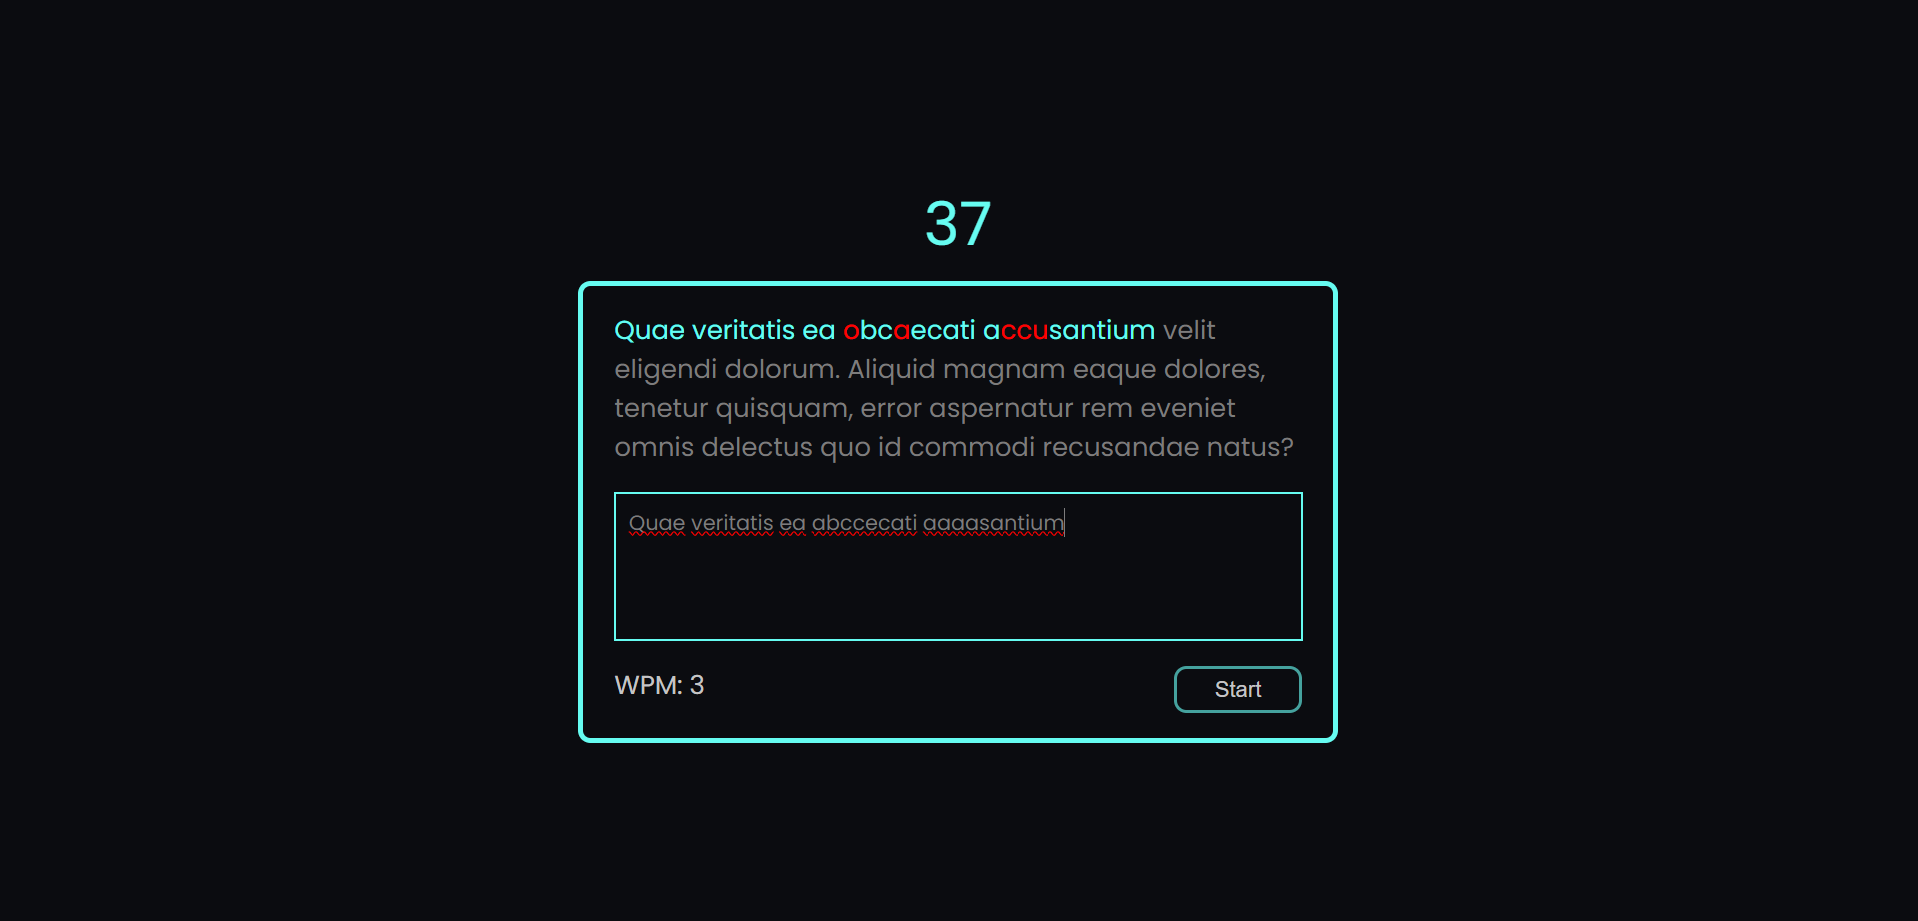 37
Quae veritatis ea obcaecati accusantium velit
eligendi dolorum. Aliquid magnam eaque dolores,
tenetur quisquam, error aspernatur rem eveniet
omnis delectus quo id commodi recusandae natus?
Quae veritatis ea abccecati aaaasantium
WPM: 3
Start